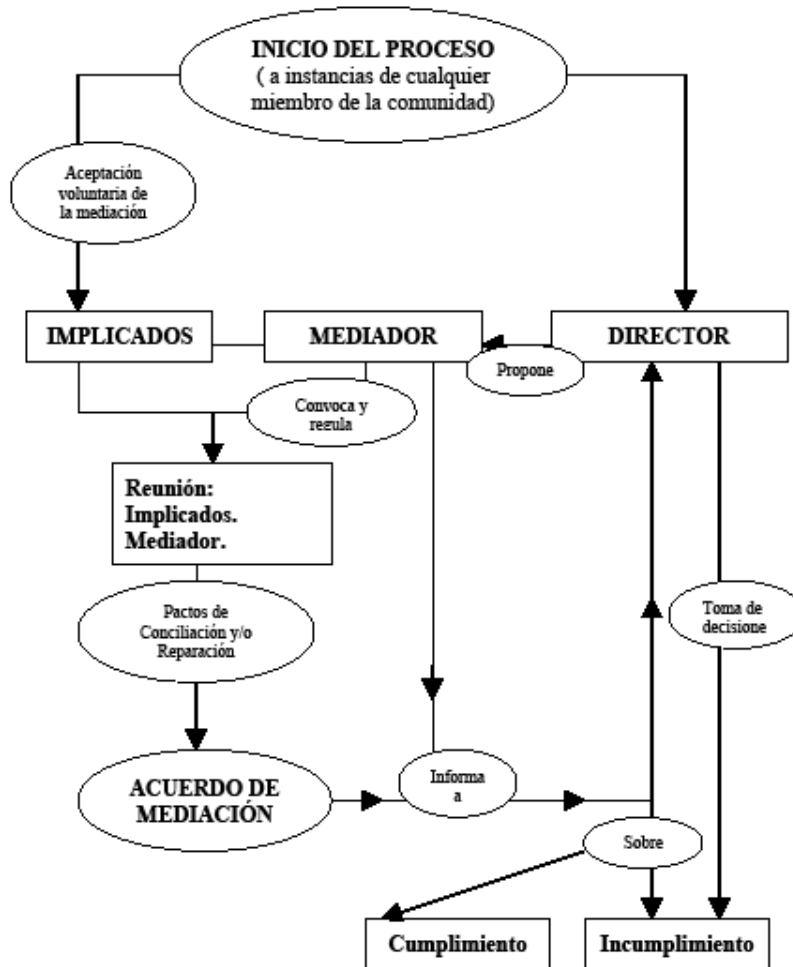 INICIO DEL PROCESO
( a instancias de cualquier
miembro de la comunidad)
Aceptación
voluntaria de
la mediación
IMPLICADOS
MEDIADOR
DIRECTOR
Propone
Convoca y
regula
Reunión:
Implicados.
Mediador.
Pactos de
Conciliación y/o
Reparación
Toma de
decisione
ACUERDO DE
MEDIACIÓN
Informa
a
Sobre
Cumplimiento
Incumplimiento